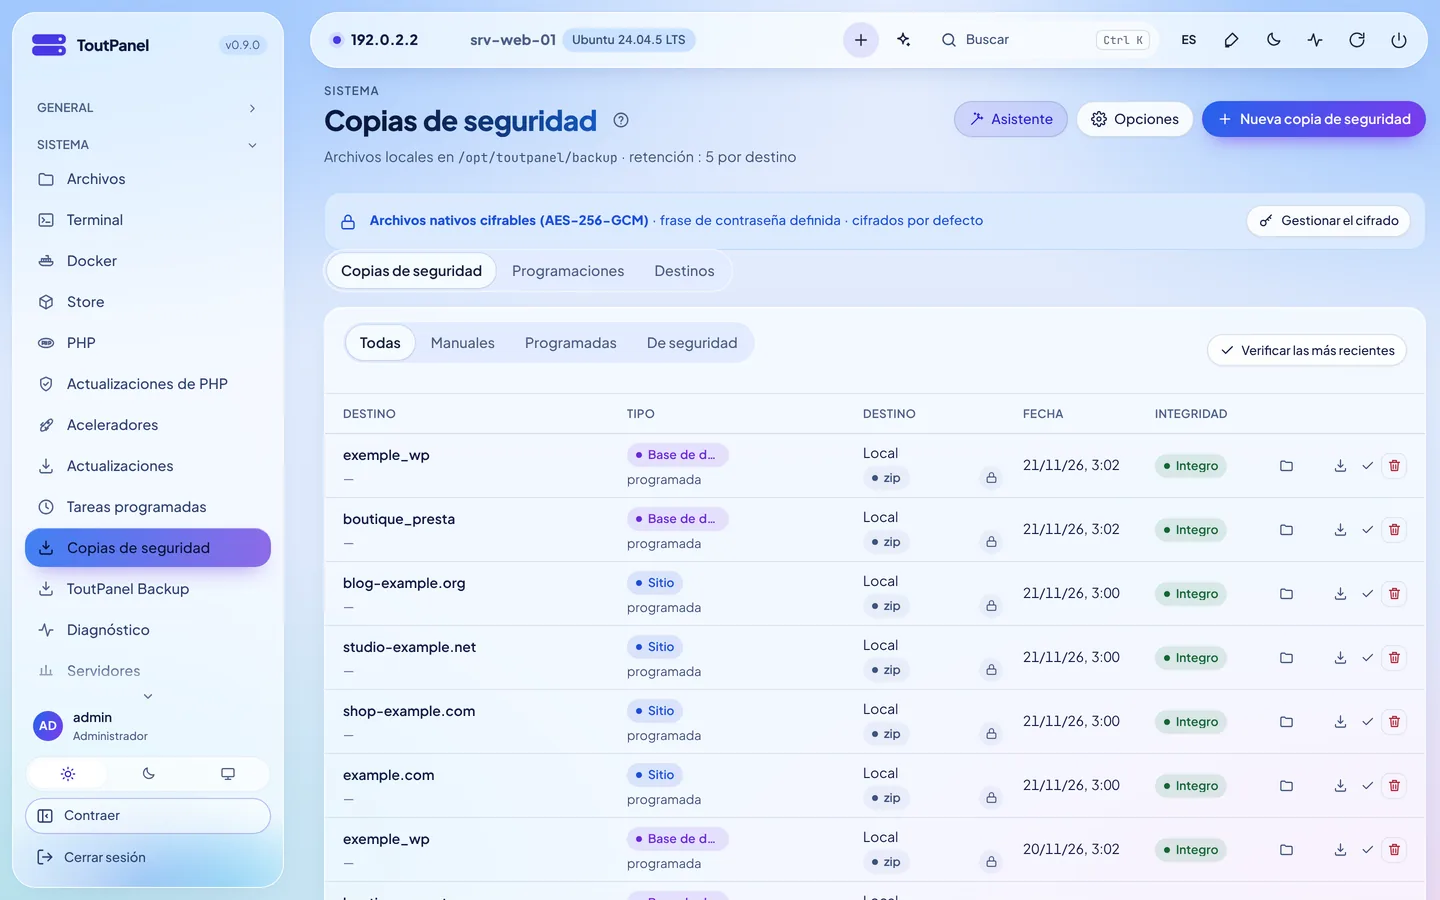 ToutPanel
v0.9.0
GENERAL
SISTEMA
Archivos
Terminal
Docker
Store
PHP
Actualizaciones de PHP
Aceleradores
Actualizaciones
Tareas programadas
Copias de seguridad
ToutPanel Backup
Diagnóstico
Servidores
AD
admin
Administrador
Contraer
Cerrar sesión
192.0.2.2
srv-web-01 Ubuntu 24.04.5 LTS
Buscar Ctrl K
ES
SISTEMA
Copias de seguridad
Asistente
Opciones
Nueva copia de seguridad
Archivos locales en /opt/toutpanel/backup · retención : 5 por destino
Archivos nativos cifrables (AES-256-GCM) · frase de contraseña definida · cifrados por defecto
Gestionar el cifrado
Copias de seguridad Programaciones Destinos
Todas Manuales Programadas De seguridad
Verificar las más recientes
DESTINO TIPO DESTINO FECHA INTEGRIDAD
exemple_wp Base de d... Local 21/11/26, 3:02 Integro
— programada zip
boutique_presta Base de d... Local 21/11/26, 3:02 Integro
— programada zip
blog-example.org Sitio Local 21/11/26, 3:00 Integro
— programada zip
studio-example.net Sitio Local 21/11/26, 3:00 Integro
— programada zip
shop-example.com Sitio Local 21/11/26, 3:00 Integro
— programada zip
example.com Sitio Local 21/11/26, 3:00 Integro
— programada zip
exemple_wp Base de d... Local 20/11/26, 3:02 Integro
— programada zip